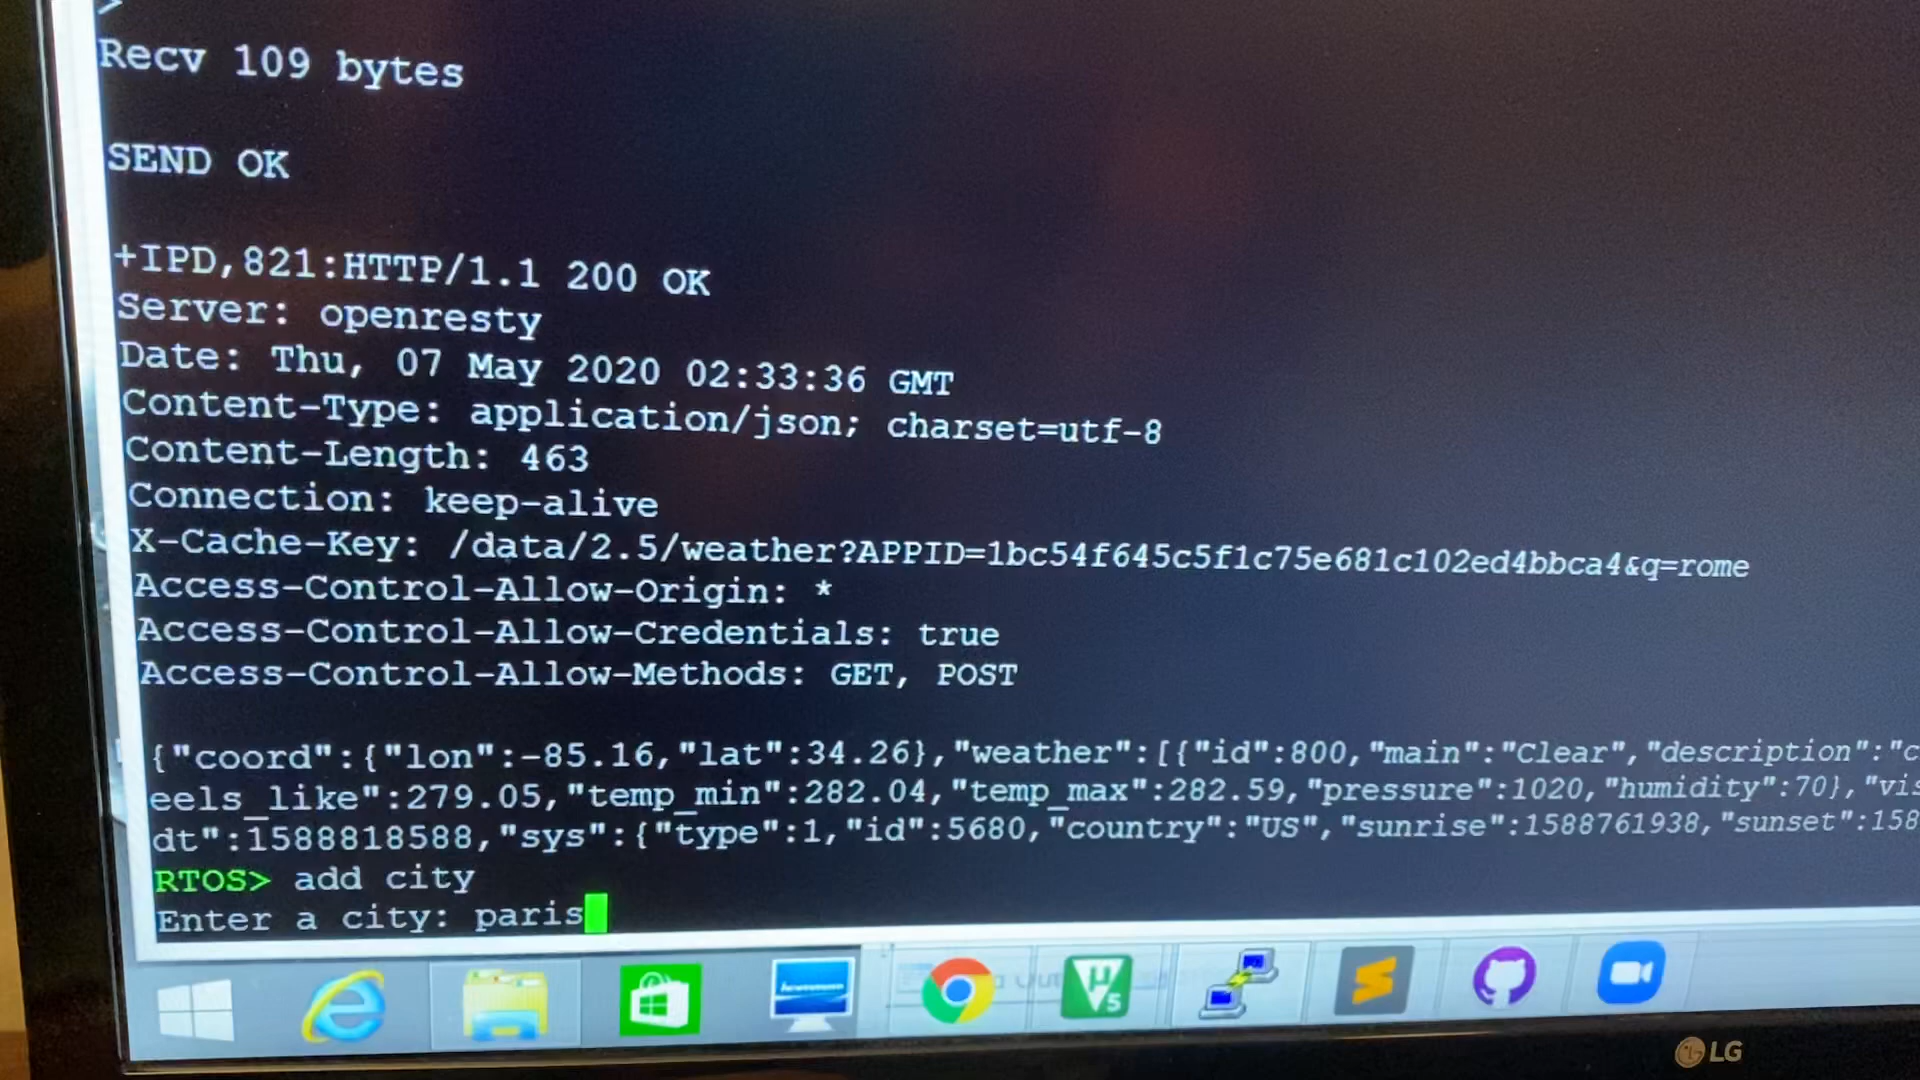 >
Recv 109 bytes
SEND OK
+IPD,821:HTTP/1.1 200 OK
Server: openresty
Date: Thu, 07 May 2020 02:33:36 GMT
Content-Type: application/json; charset=utf-8
Content-Length: 463
Connection: keep-alive
X-Cache-Key: /data/2.5/weather?APPID=1bc54f645c5f1c75e681c102ed4bbca4&q=rome
Access-Control-Allow-Origin: *
Access-Control-Allow-Credentials: true
Access-Control-Allow-Methods: GET, POST
{"coord":{"lon":-85.16,"lat":34.26},"weather":[{"id":800,"main":"Clear","description":"c
eels_like":279.05,"temp_min":282.04,"temp_max":282.59,"pressure":1020,"humidity":70},"vis
dt":1588818588,"sys":{"type":1,"id":5680,"country":"US","sunrise":1588761938,"sunset":158
RTOS> add city
Enter a city: paris
lenovo
μ
V5
LG